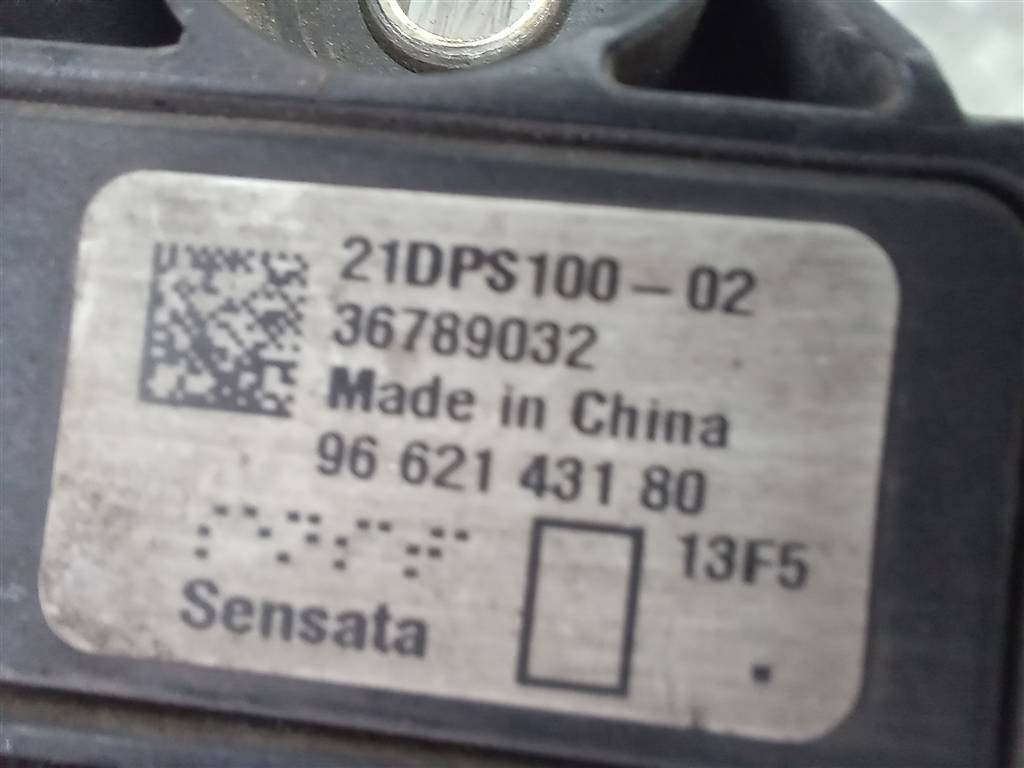 21DPS100-02
36789032
Made in China
96 621 431 80
13F5
Sensata